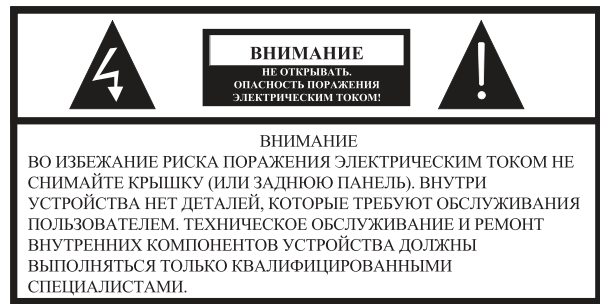 ВНИМАНИЕ
НЕ ОТКРЫВАТЬ.
ОПАСНОСТЬ ПОРАЖЕНИЯ
ЭЛЕКТРИЧЕСКИМ ТОКОМ!
ВНИМАНИЕ
ВО ИЗБЕЖАНИЕ РИСКА ПОРАЖЕНИЯ ЭЛЕКТРИЧЕСКИМ ТОКОМ НЕ
СНИМАЙТЕ КРЫШКУ (ИЛИ ЗАДНЮЮ ПАНЕЛЬ). ВНУТРИ
УСТРОЙСТВА НЕТ ДЕТАЛЕЙ, КОТОРЫЕ ТРЕБУЮТ ОБСЛУЖИВАНИЯ
ПОЛЬЗОВАТЕЛЕМ. ТЕХНИЧЕСКОЕ ОБСЛУЖИВАНИЕ И РЕМОНТ
ВНУТРЕННИХ КОМПОНЕНТОВ УСТРОЙСТВА ДОЛЖНЫ
ВЫПОЛНЯТЬСЯ ТОЛЬКО КВАЛИФИЦИРОВАННЫМИ
СПЕЦИАЛИСТАМИ.